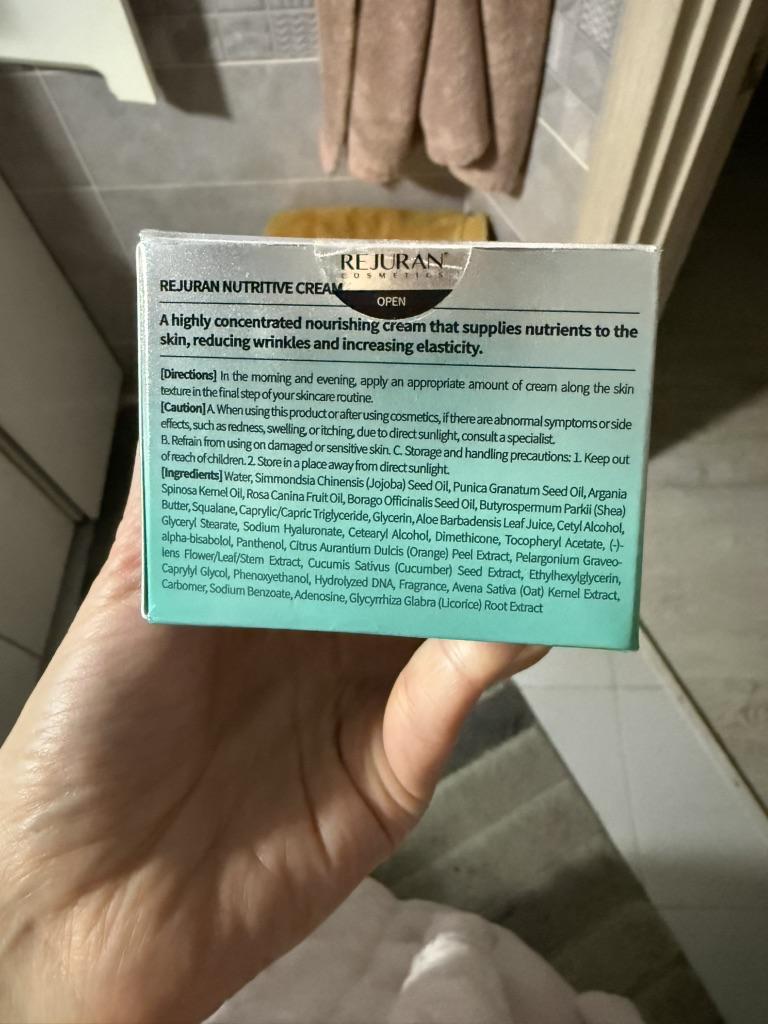 REJURAN®
COSMETICS
REJURAN NUTRITIVE CREAM
OPEN
A highly concentrated nourishing cream that supplies nutrients to the
skin, reducing wrinkles and increasing elasticity.
[Directions] In the morning and evening, apply an appropriate amount of cream along the skin
texture in the final step of your skincare routine.
[Caution] A. When using this product or after using cosmetics, if there are abnormal symptoms or side
effects, such as redness, swelling, or itching, due to direct sunlight, consult a specialist.
B. Refrain from using on damaged or sensitive skin. C. Storage and handling precautions: 1. Keep out
of reach of children. 2. Store in a place away from direct sunlight.
[Ingredients] Water, Simmondsia Chinensis (Jojoba) Seed Oil, Punica Granatum Seed Oil, Argania
Spinosa Kernel Oil, Rosa Canina Fruit Oil, Borago Officinalis Seed Oil, Butyrospermum Parkii (Shea)
Butter, Squalane, Caprylic/Capric Triglyceride, Glycerin, Aloe Barbadensis Leaf Juice, Cetyl Alcohol,
Glyceryl Stearate, Sodium Hyaluronate, Cetearyl Alcohol, Dimethicone, Tocopheryl Acetate, (-)-
alpha-bisabolol, Panthenol, Citrus Aurantium Dulcis (Orange) Peel Extract, Pelargonium Graveo-
lens Flower/Leaf/Stem Extract, Cucumis Sativus (Cucumber) Seed Extract, Ethylhexylglycerin,
Caprylyl Glycol, Phenoxyethanol, Hydrolyzed DNA, Fragrance, Avena Sativa (Oat) Kernel Extract,
Carbomer, Sodium Benzoate, Adenosine, Glycyrrhiza Glabra (Licorice) Root Extract